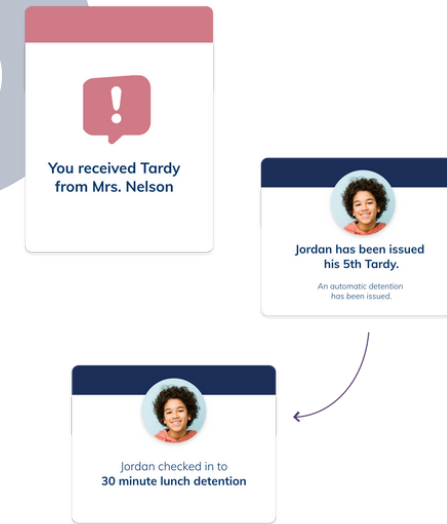 You received Tardy
from Mrs. Nelson
Jordan has been issued
his 5th Tardy.
An automatic detention
has been issued.
Jordan checked in to
30 minute lunch detention